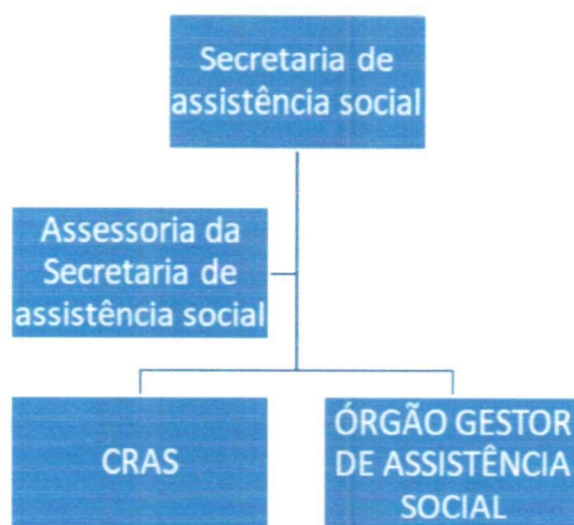 Secretaria de
assistência social
Assessoria da
Secretaria de
assistência social
CRAS
ÓRGÃO GESTOR
DE ASSISTÊNCIA
SOCIAL